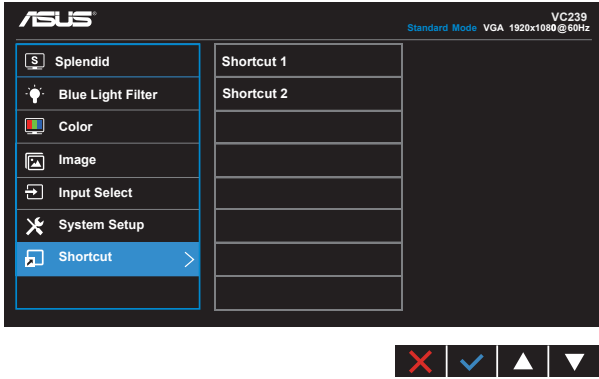 ASUS
VC239
Standard Mode VGA 1920x1080@60Hz
S Splendid
Blue Light Filter
Color
Image
Input Select
System Setup
Shortcut
Shortcut 1
Shortcut 2